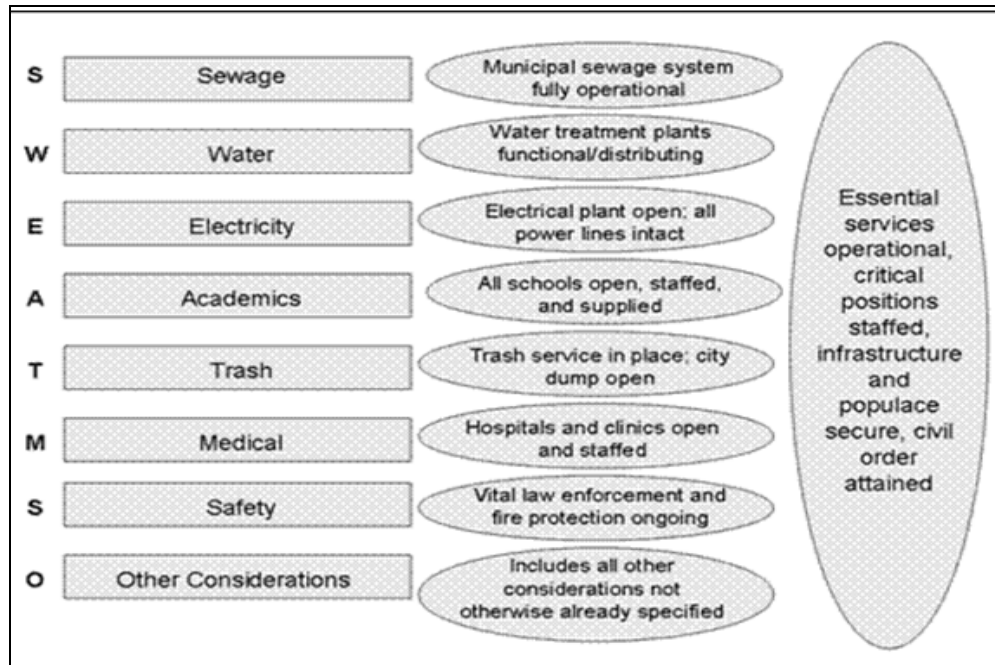 S
Sewage
Municipal sewage system
fully operational
W
Water
Water treatment plants
functional/distributing
E
Electricity
Electrical plant open; all
power lines intact
A
Academics
All schools open, staffed,
and supplied
T
Trash
Trash service in place; city
dump open
M
Medical
Hospitals and clinics open
and staffed
S
Safety
Vital law enforcement and
fire protection ongoing
O
Other Considerations
Includes all other
considerations not
otherwise already specified
Essential
services
operational,
critical
positions
staffed,
infrastructure
and
populace
secure, civil
order
attained